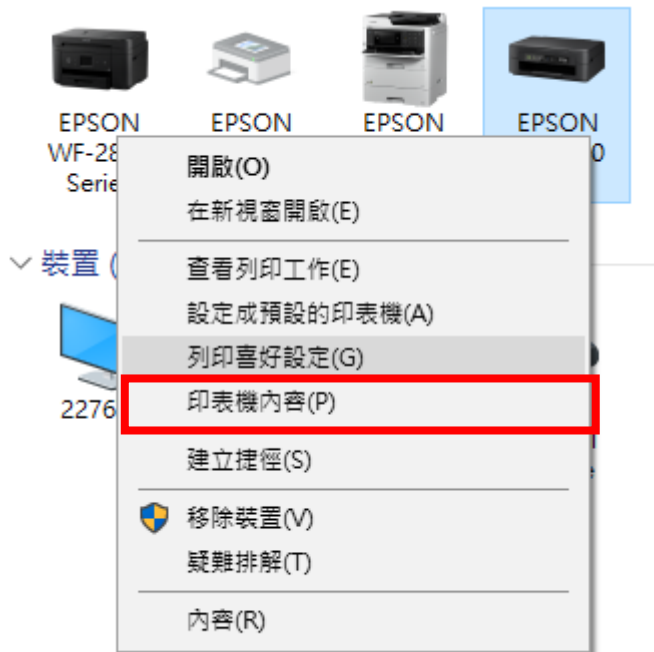 EPSON
EPSON
EPSON
EPSON
WF-28
0
Serie
開啟(O)
在新視窗開啟(E)
裝置 (
查看列印工作(E)
設定成預設的印表機(A)
列印喜好設定(G)
2276
印表機內容(P)
建立捷徑(S)
移除裝置(V)
疑難排解(T)
內容(R)